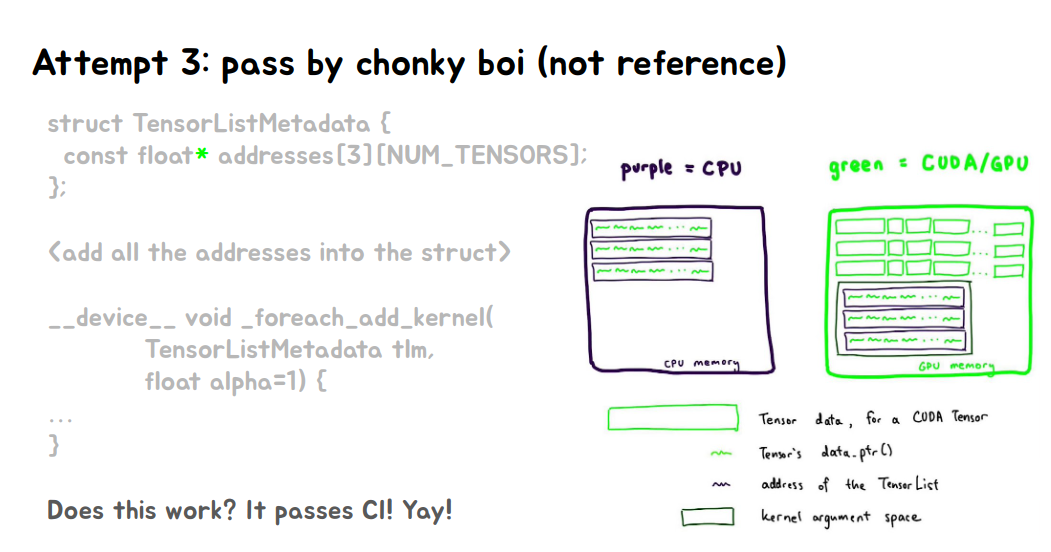 Attempt 3: pass by chonky boi (not reference)
struct TensorListMetadata {
const float* addresses[3][NUM_TENSORS];
};
<add all the addresses into the struct>
__device__ void _foreach_add_kernel(
TensorListMetadata tlm,
float alpha=1) {
...
}
Does this work? It passes CI! Yay!
purple = CPU
green = CUDA/GPU
CPU memory
GPU memory
Tensor data, for a CUDA Tensor
Tensor's data_ptr()
address of the TensorList
kernel argument space